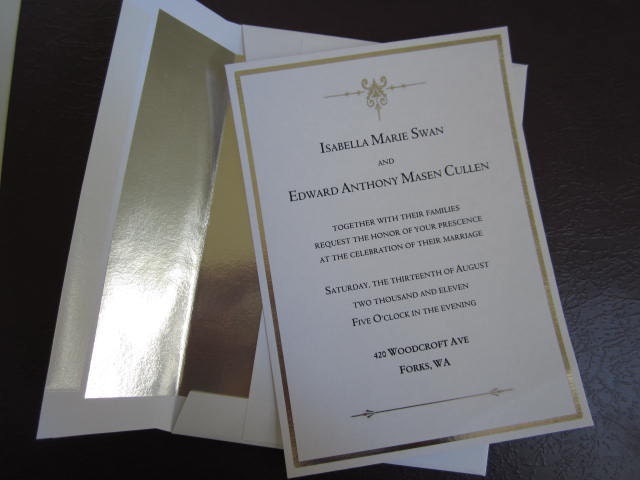 Isabella Marie Swan
and
Edward Anthony Masen Cullen
together with their families
request the honor of your prescence
at the celebration of their marriage
Saturday, the thirteenth of August
two thousand and eleven
Five O'clock in the evening
420 Woodcroft Ave
Forks, WA